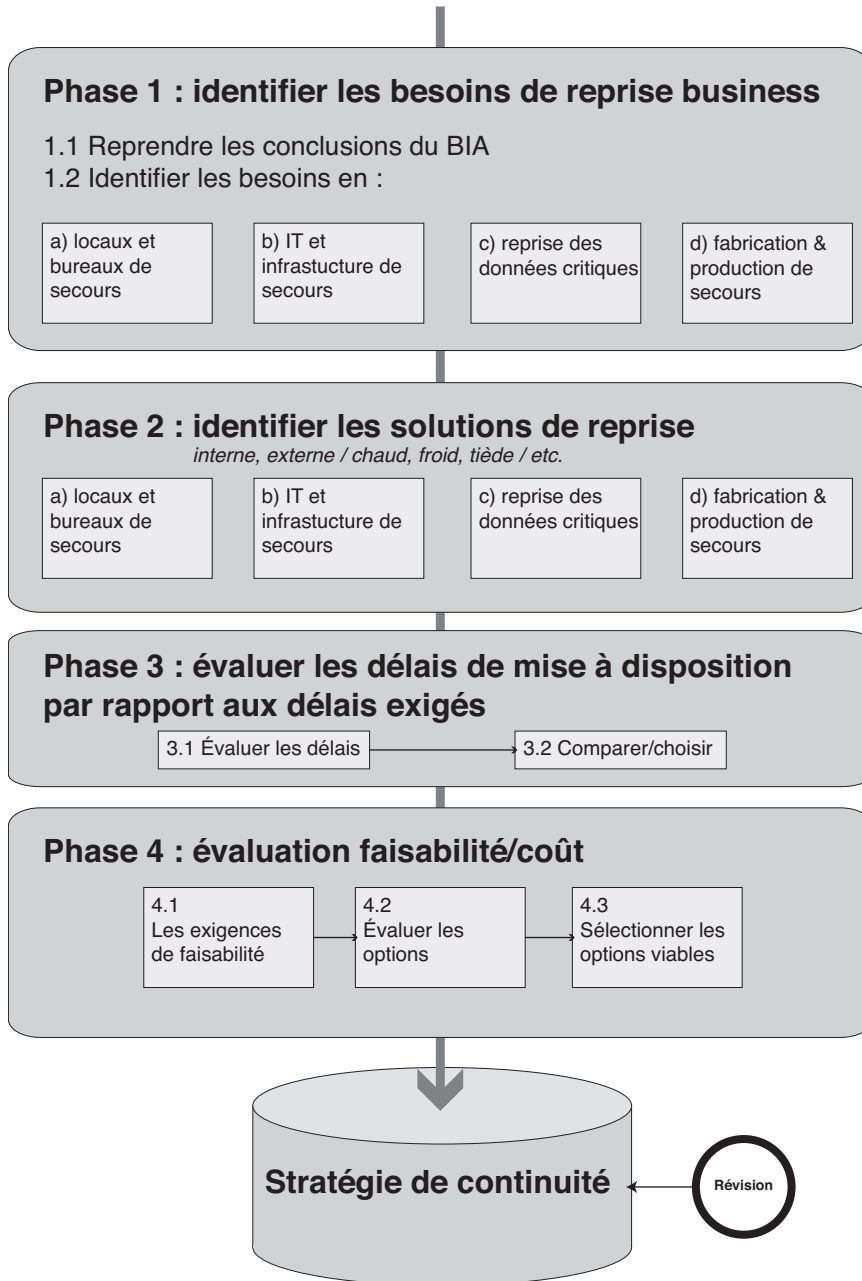 Phase 1 : identifier les besoins de reprise business
1.1 Reprendre les conclusions du BIA
1.2 Identifier les besoins en :
a) locaux et
bureaux de
secours
b) IT et
infrastucture de
secours
c) reprise des
données critiques
d) fabrication &
production de
secours
Phase 2 : identifier les solutions de reprise
interne, externe / chaud, froid, tiède / etc.
a) locaux et
bureaux de
secours
b) IT et
infrastucture de
secours
c) reprise des
données critiques
d) fabrication &
production de
secours
Phase 3 : évaluer les délais de mise à disposition
par rapport aux délais exigés
3.1 Évaluer les délais
3.2 Comparer/choisir
Phase 4 : évaluation faisabilité/coût
4.1
Les exigences
de faisabilité
4.2
Évaluer les
options
4.3
Sélectionner les
options viables
Stratégie de continuité
Révision